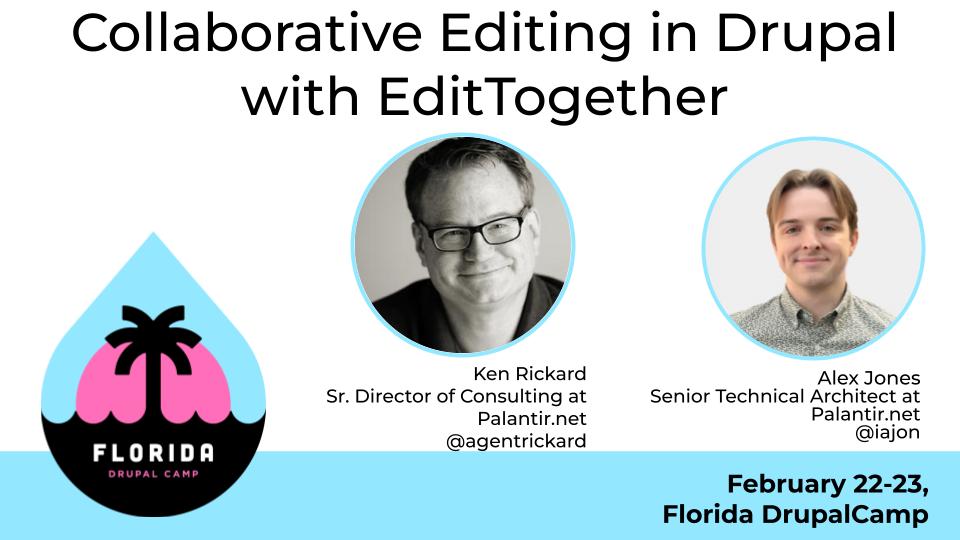 Collaborative Editing in Drupal
with EditTogether
Ken Rickard
Sr. Director of Consulting at
Palantir.net
@agentrickard
Alex Jones
Senior Technical Architect at
Palantir.net
@iajon
FLORIDA
DRUPAL CAMP
February 22-23,
Florida DrupalCamp